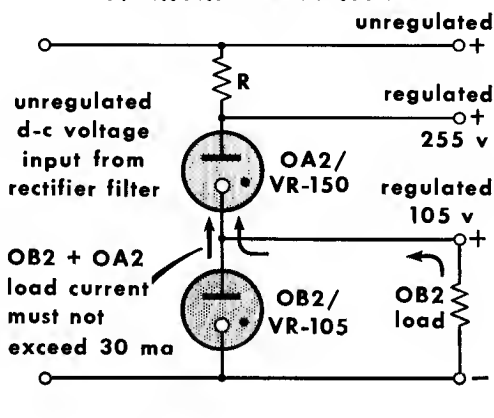 unregulated
+
R
unregulated
d-c voltage
input from
rectifier filter
regulated
+
255 v
OA2/
VR-150
regulated
105 v
+
OB2 + OA2
load current
must not
exceed 30 ma
OB2/
VR-105
OB2
load
−